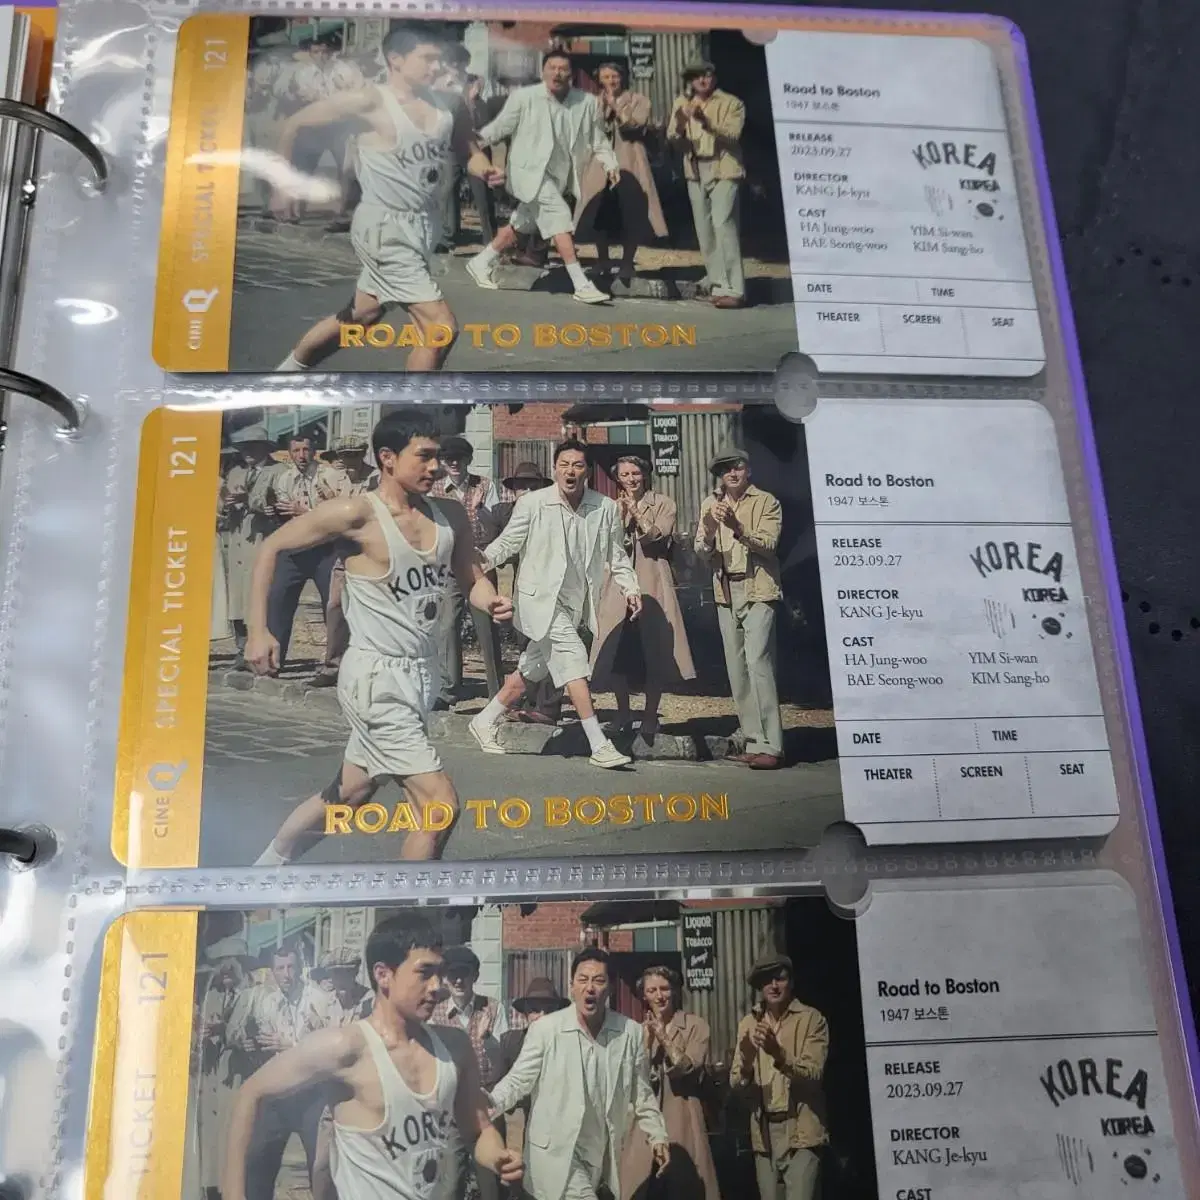 CINE Q SPECIAL TICKET 121
KORE
ROAD TO BOSTON
Road to Boston
1947 보스톤
RELEASE
2023.09.27
DIRECTOR
KANG Je-kyu
CAST
HA Jung-woo YIM Si-wan
BAE Seong-woo KIM Sang-ho
KOREA
KOREA
DATE TIME
THEATER SCREEN SEAT
CINE Q SPECIAL TICKET 121
LIQUOR
&
TOBACCO
BOTTLED
LIQUOR
KORE
ROAD TO BOSTON
Road to Boston
1947 보스톤
RELEASE
2023.09.27
DIRECTOR
KANG Je-kyu
CAST
HA Jung-woo YIM Si-wan
BAE Seong-woo KIM Sang-ho
KOREA
KOREA
DATE TIME
THEATER SCREEN SEAT
TICKET 121
LIQUOR
&
TOBACCO
BOTTLED
LIQUOR
KOR
Road to Boston
1947 보스톤
RELEASE
2023.09.27
DIRECTOR
KANG Je-kyu
CAST
KOREA
KOREA